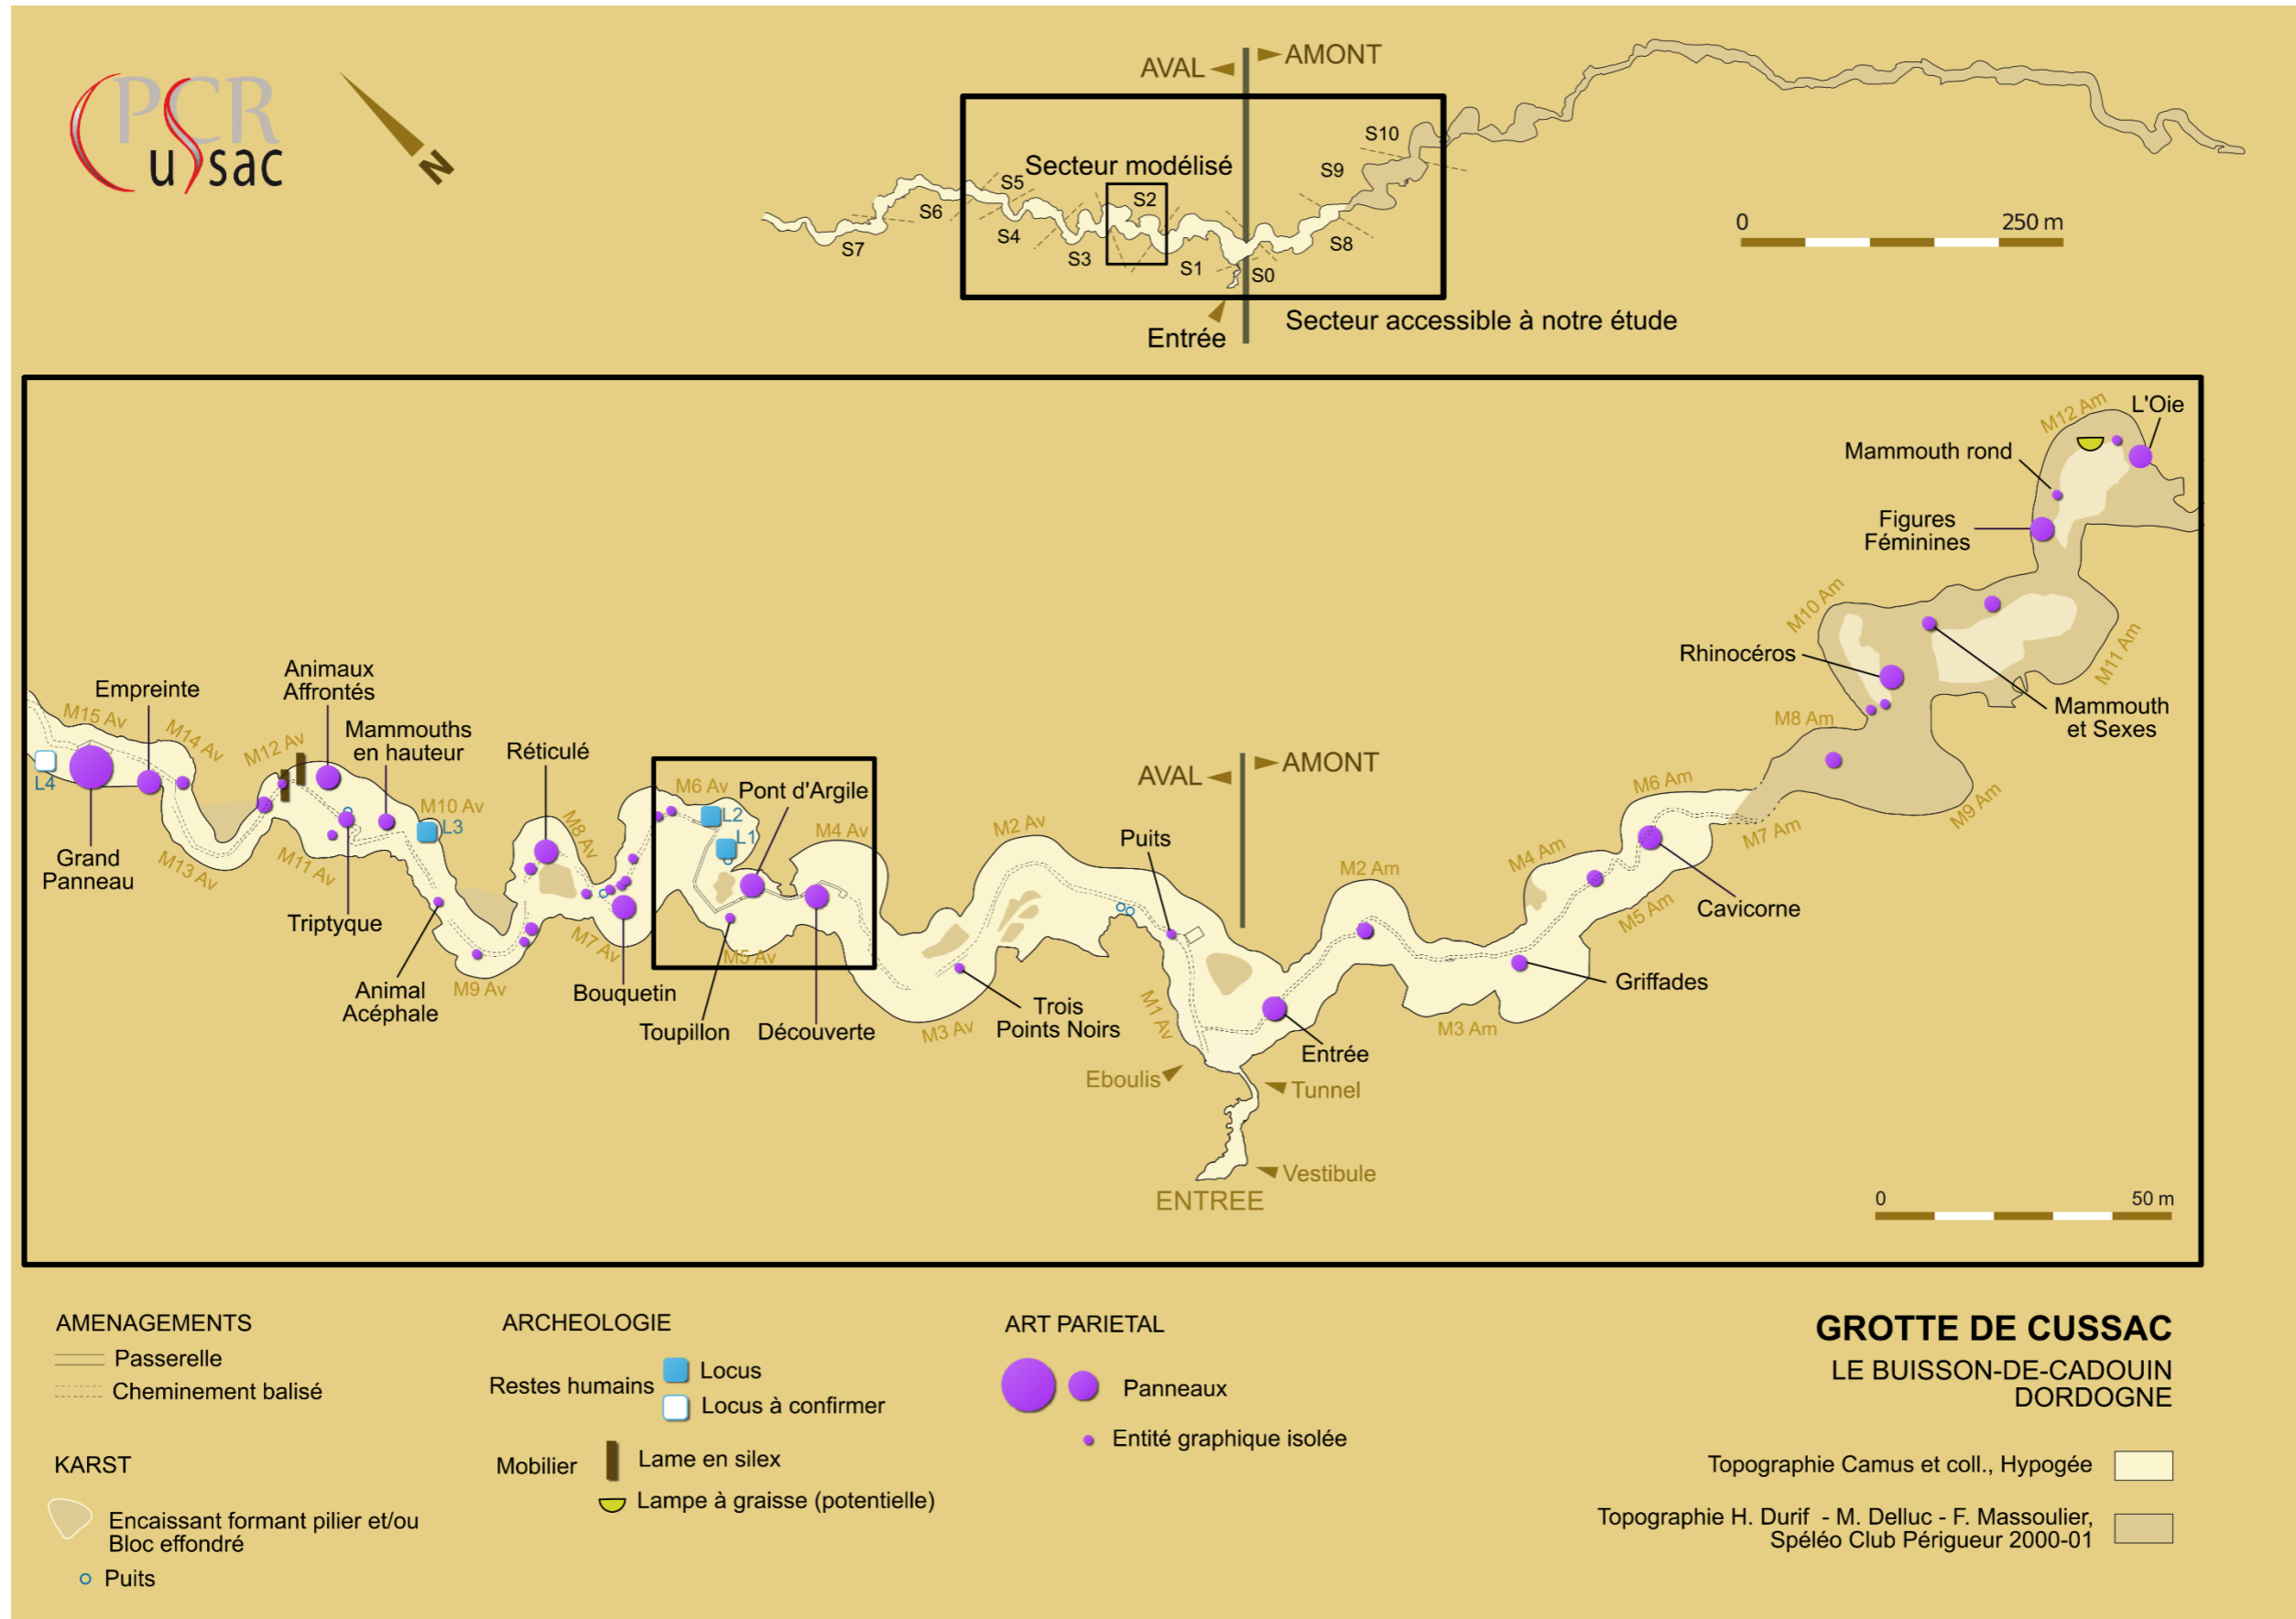 PCR
Cussac
N
AVAL
AMONT
Secteur modélisé
S10
S9
S8
S7
S6
S5
S4
S3
S2
S1
S0
Entrée
Secteur accessible à notre étude
0
250 m
M12 Am
L'Oie
Mammouth rond
Figures
Féminines
M10 Am
Rhinocéros
M11 Am
Mammouth
et Sexes
M8 Am
M9 Am
M7 Am
M6 Am
Cavicorne
M5 Am
M4 Am
Griffades
M3 Am
M2 Am
AVAL
AMONT
Puits
Entrée
M1 Av
Eboulis
Tunnel
Vestibule
ENTREE
M2 Av
Trois
Points Noirs
M3 Av
M4 Av
Pont d'Argile
Découverte
M5 Av
Toupillon
M6 Av
L2
L1
Bouquetin
M7 Av
M8 Av
Réticulé
M9 Av
Animal
Acéphale
M10 Av
L3
Mammouths
en hauteur
Animaux
Affrontés
Triptyque
M11 Av
M12 Av
M13 Av
M14 Av
Empreinte
M15 Av
Grand
Panneau
L4
0
50 m
AMENAGEMENTS
Passerelle
Cheminement balisé
KARST
Encaissant formant pilier et/ou
Bloc effondré
Puits
ARCHEOLOGIE
Restes humains
Locus
Locus à confirmer
Mobilier
Lame en silex
Lampe à graisse (potentielle)
ART PARIETAL
Panneaux
Entité graphique isolée
GROTTE DE CUSSAC
LE BUISSON-DE-CADOUIN
DORDOGNE
Topographie Camus et coll., Hypogée
Topographie H. Durif - M. Delluc - F. Massoulier,
Spéléo Club Périgueur 2000-01